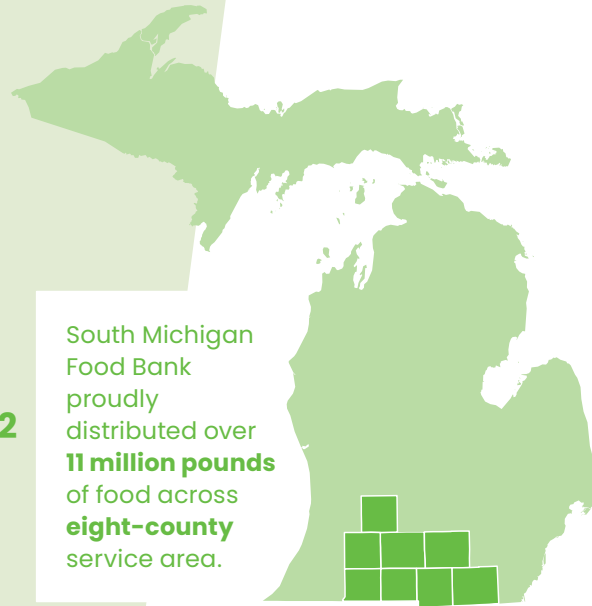 South Michigan
Food Bank
proudly
distributed over
11 million pounds
of food across
eight-county
service area.
2